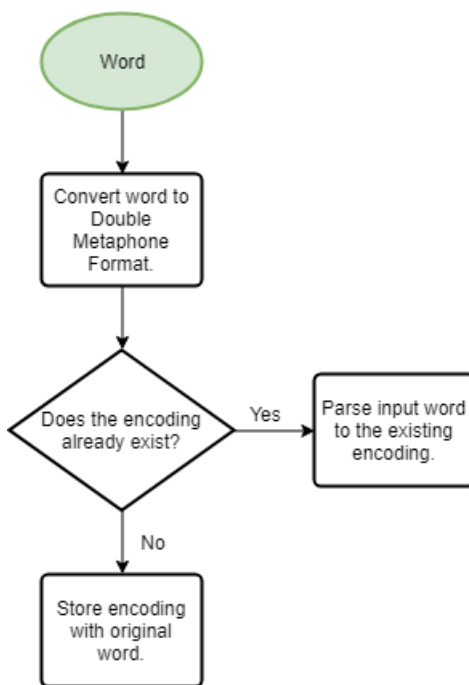 Word
Convert word to
Double
Metaphone
Format.
Does the encoding
already exist?
Yes
Parse input word
to the existing
encoding.
No
Store encoding
with original
word.